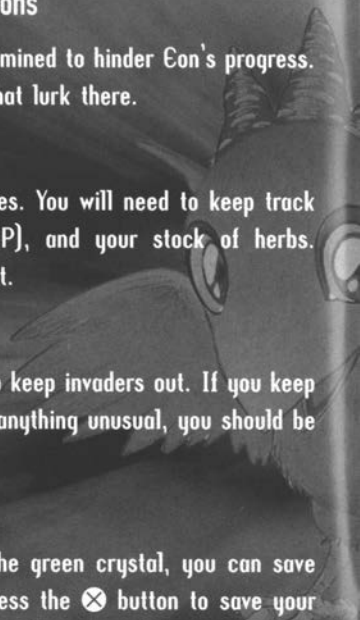 ons
mined to hinder Eon's progress.
hat lurk there.
es. You will need to keep track
P), and your stock of herbs.
t.
o keep invaders out. If you keep
anything unusual, you should be
he green crystal, you can save
ess the ⊗ button to save your